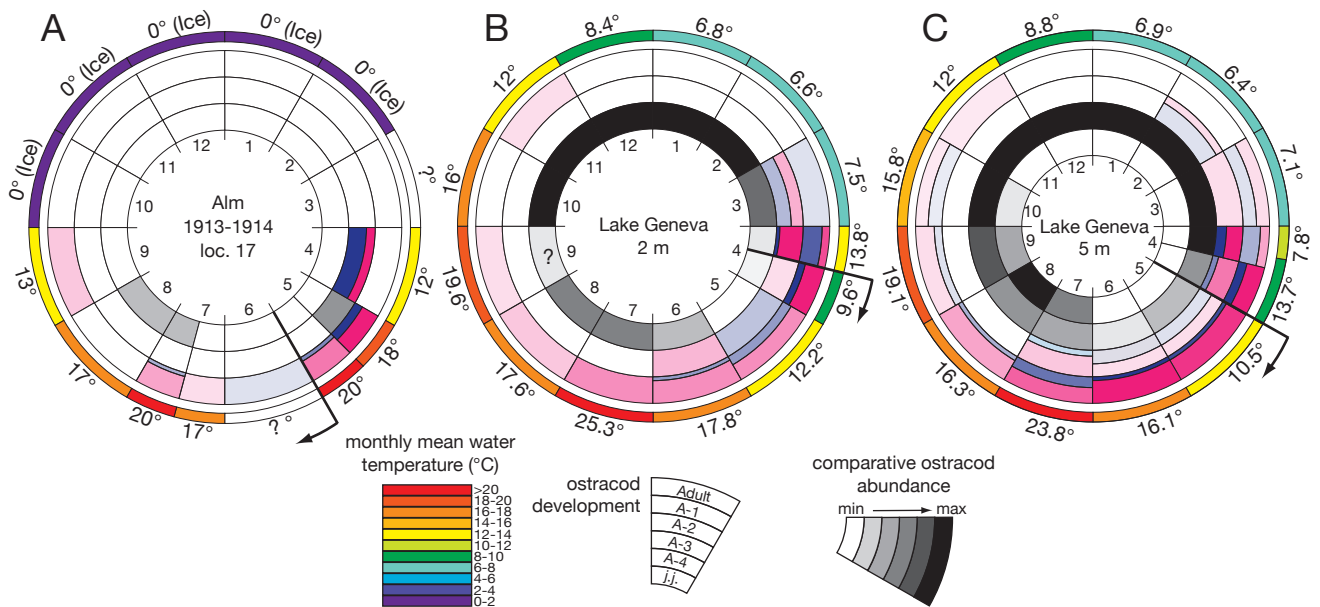 A
0° (Ice)
0° (Ice)
0° (Ice)
0° (Ice)
0° (Ice)
0° (Ice)
? °
12°
18°
20°
? °
17°
20°
17°
13°
12
1
2
3
4
5
6
7
8
9
10
11
Alm
1913-1914
loc. 17
B
8.4°
6.8°
6.6°
7.5°
13.8°
9.6°
12.2°
17.8°
25.3°
17.6°
19.6°
16°
12°
12
1
2
3
4
5
6
7
8
9
10
11
?
Lake Geneva
2 m
C
8.8°
6.9°
6.4°
7.1°
7.8°
13.7°
10.5°
16.1°
23.8°
16.3°
19.1°
15.8°
12°
12
1
2
3
4
5
6
7
8
9
10
11
Lake Geneva
5 m
monthly mean water
temperature (°C)
>20
18-20
16-18
14-16
12-14
10-12
8-10
6-8
4-6
2-4
0-2
ostracod
development
Adult
A-1
A-2
A-3
A-4
j.j.
comparative ostracod
abundance
min
max